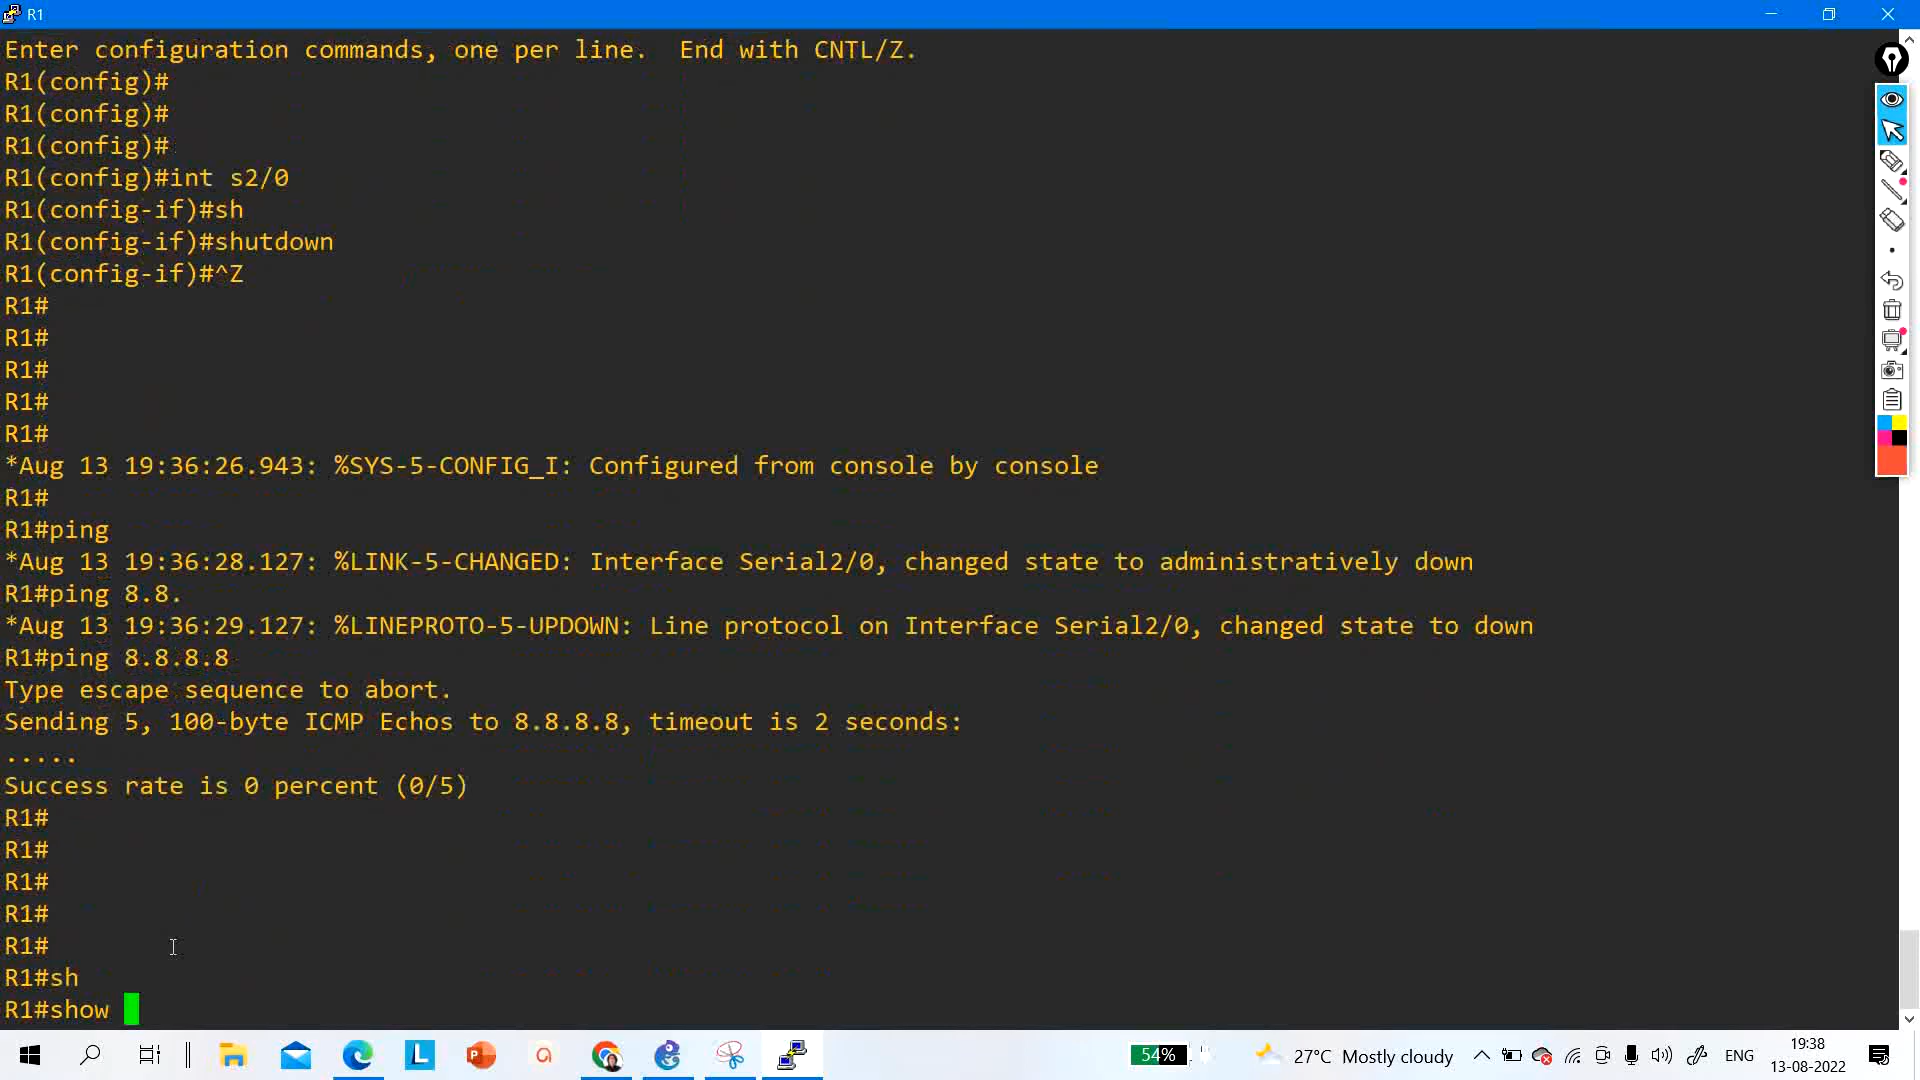 R1
Enter configuration commands, one per line.  End with CNTL/Z.
R1(config)#
R1(config)#
R1(config)#
R1(config)#int s2/0
R1(config-if)#sh
R1(config-if)#shutdown
R1(config-if)#^Z
R1#
R1#
R1#
R1#
R1#
*Aug 13 19:36:26.943: %SYS-5-CONFIG_I: Configured from console by console
R1#
R1#ping
*Aug 13 19:36:28.127: %LINK-5-CHANGED: Interface Serial2/0, changed state to administratively down
R1#ping 8.8.
*Aug 13 19:36:29.127: %LINEPROTO-5-UPDOWN: Line protocol on Interface Serial2/0, changed state to down
R1#ping 8.8.8.8
Type escape sequence to abort.
Sending 5, 100-byte ICMP Echos to 8.8.8.8, timeout is 2 seconds:
.....
Success rate is 0 percent (0/5)
R1#
R1#
R1#
R1#
R1#
R1#sh
R1#show
L
54%
27°C Mostly cloudy
ENG
19:38
13-08-2022